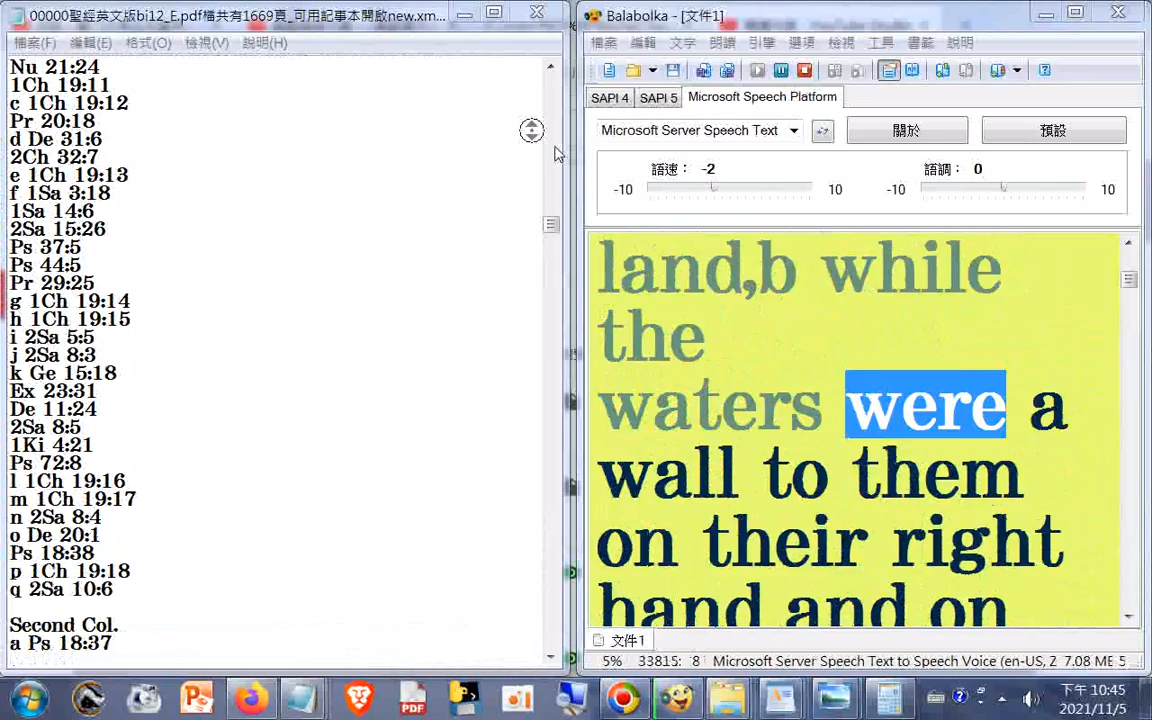 00000聖經英文版bi12_E.pdf檔共有1669頁_可用記事本開啟new.xm...
檔案(F) 編輯(E) 格式(O) 檢視(V) 說明(H)
Nu 21:24
1Ch 19:11
c 1Ch 19:12
Pr 20:18
d De 31:6
2Ch 32:7
e 1Ch 19:13
f 1Sa 3:18
1Sa 14:6
2Sa 15:26
Ps 37:5
Ps 44:5
Pr 29:25
g 1Ch 19:14
h 1Ch 19:15
i 2Sa 5:5
j 2Sa 8:3
k Ge 15:18
Ex 23:31
De 11:24
2Sa 8:5
1Ki 4:21
Ps 72:8
l 1Ch 19:16
m 1Ch 19:17
n 2Sa 8:4
o De 20:1
Ps 18:38
p 1Ch 19:18
q 2Sa 10:6
Second Col.
a Ps 18:37
Balabolka - [文件1]
檔案 編輯 文字 朗讀 引擎 選項 檢視 工具 書籤 說明
SAPI 4 SAPI 5 Microsoft Speech Platform
Microsoft Server Speech Text 關於 預設
語速： -2 語調： 0
-10 10 -10 10
land,b while
the
waters were a
wall to them
on their right
hand and on
文件1
5% 33815: 8 Microsoft Server Speech Text to Speech Voice (en-US, Z 7.08 ME 5
PDF
下午 10:45
2021/11/5